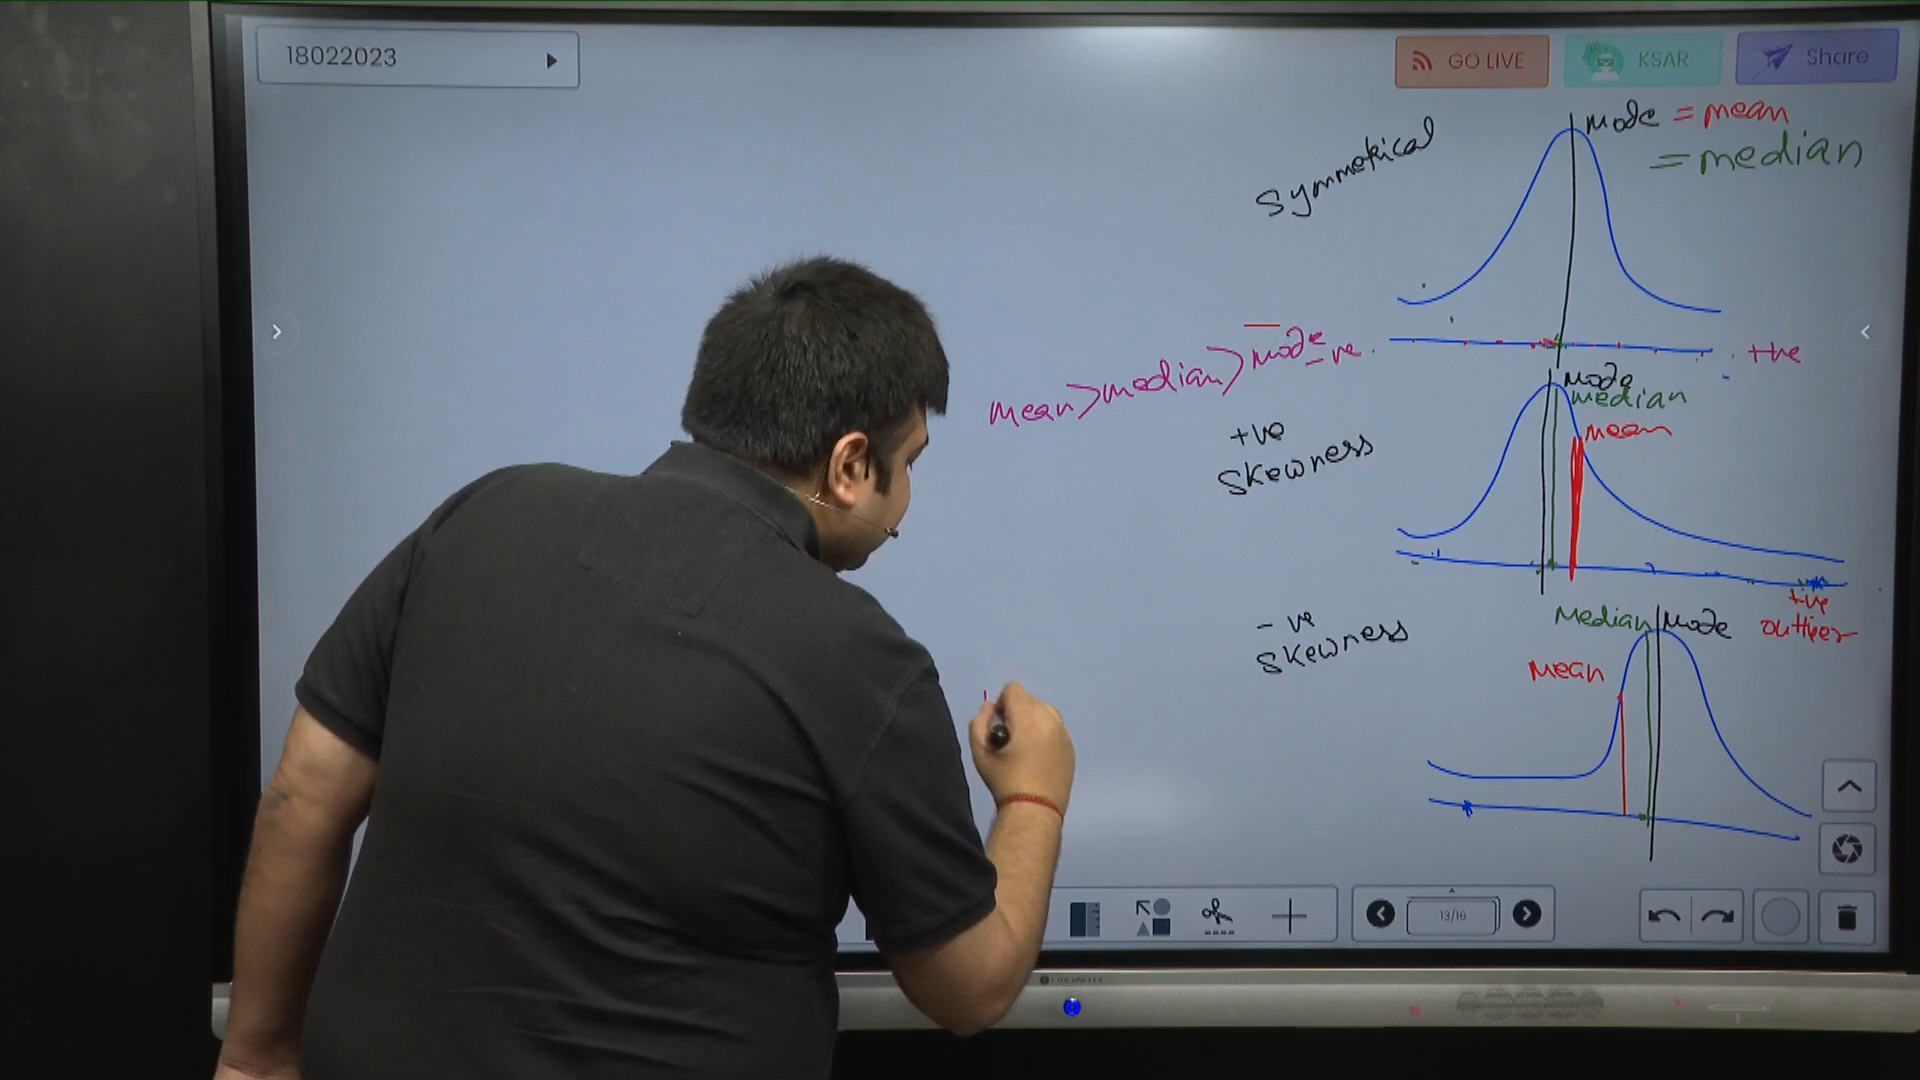 18022023
GO LIVE
KSAR
Share
Mode = mean
= median
Symmetrical
-ve
+ve
mean>median>mode
Mode
median
mean
+ve
Skewness
+ve
outlier
Median
Mode
Mean
-ve
Skewness
13/16